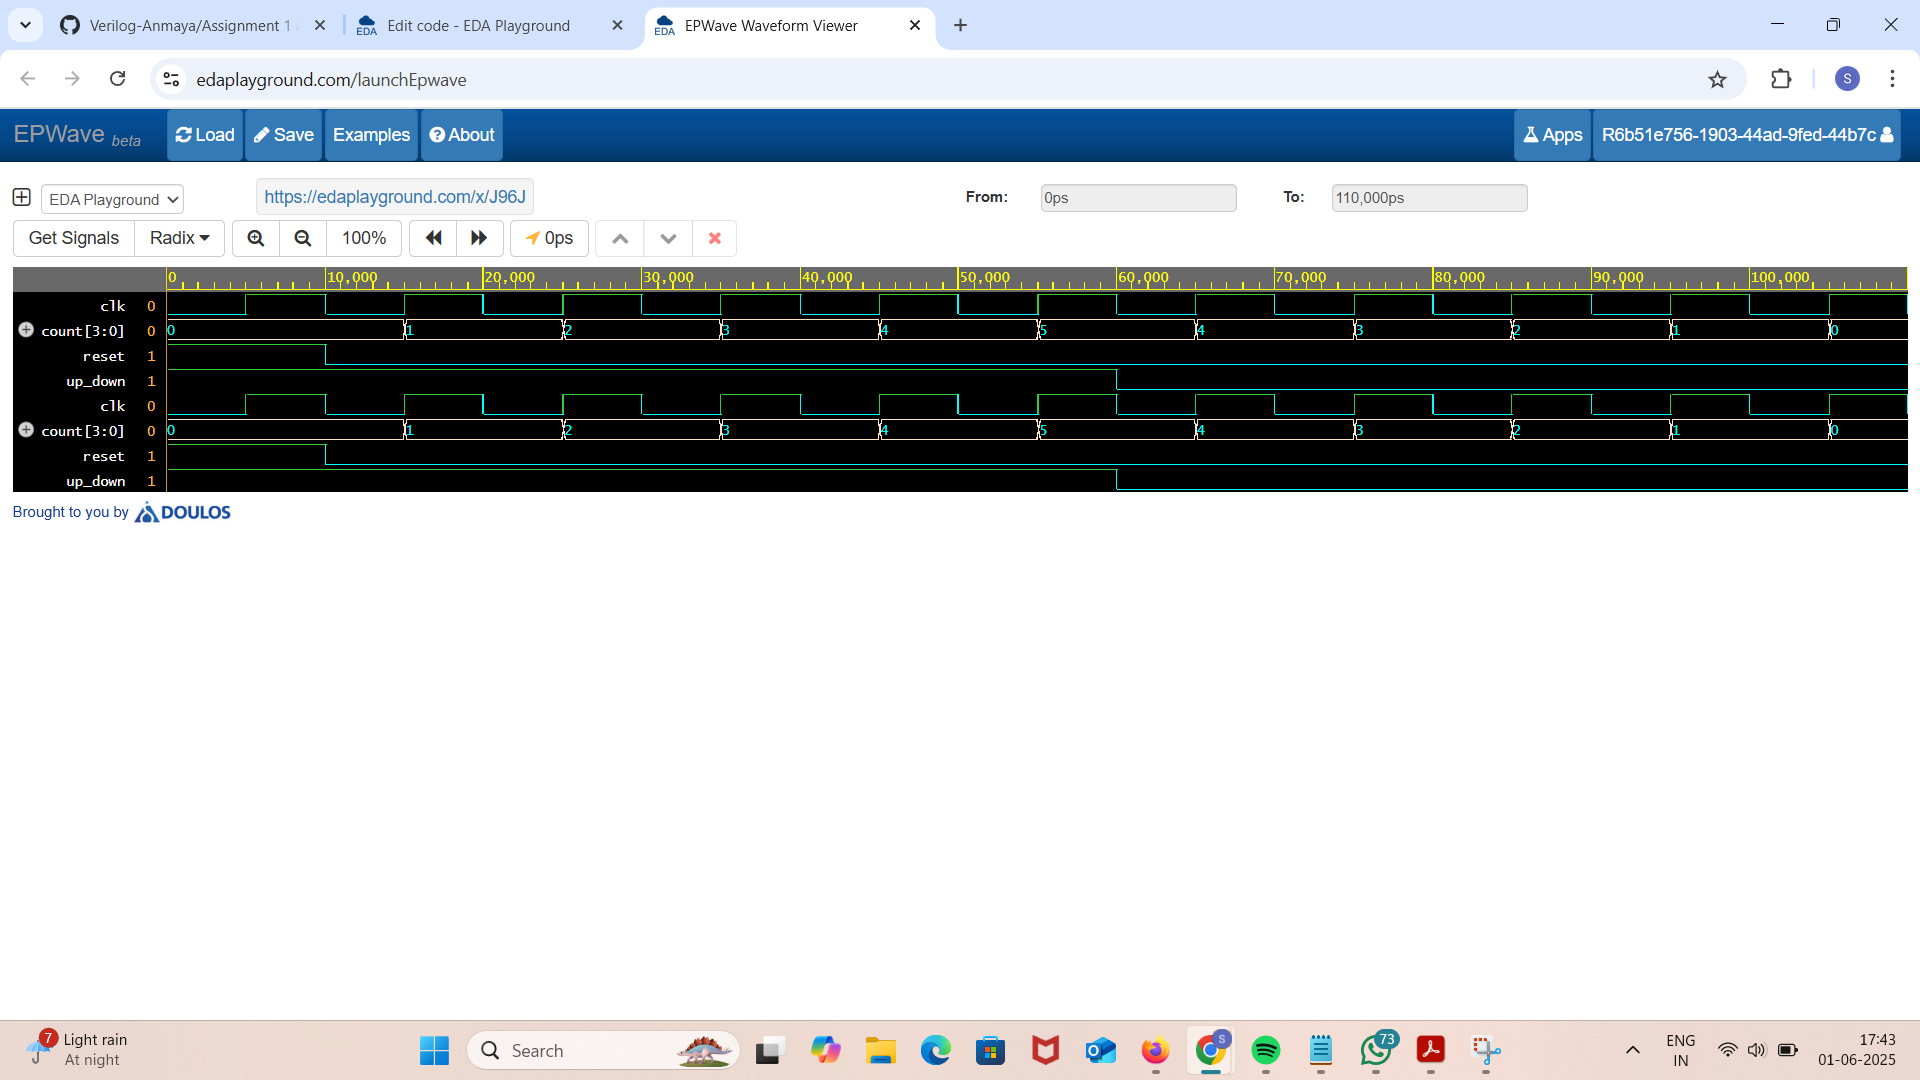 Verilog-Anmaya/Assignment 1
Edit code - EDA Playground
EPWave Waveform Viewer
edaplayground.com/launchEpwave
S
EPWave beta
Load
Save
Examples
About
Apps
R6b51e756-1903-44ad-9fed-44b7c
EDA Playground
https://edaplayground.com/x/J96J
From:
0ps
To:
110,000ps
Get Signals
Radix
100%
0ps
0 10,000 20,000 30,000 40,000 50,000 60,000 70,000 80,000 90,000 100,000
clk 0
count[3:0] 0 0 1 2 3 4 5 4 3 2 1 0
reset 1
up_down 1
clk 0
count[3:0] 0 0 1 2 3 4 5 4 3 2 1 0
reset 1
up_down 1
Brought to you by DOULOS
7
Light rain
At night
Search
S
73
ENG
IN
17:43
01-06-2025